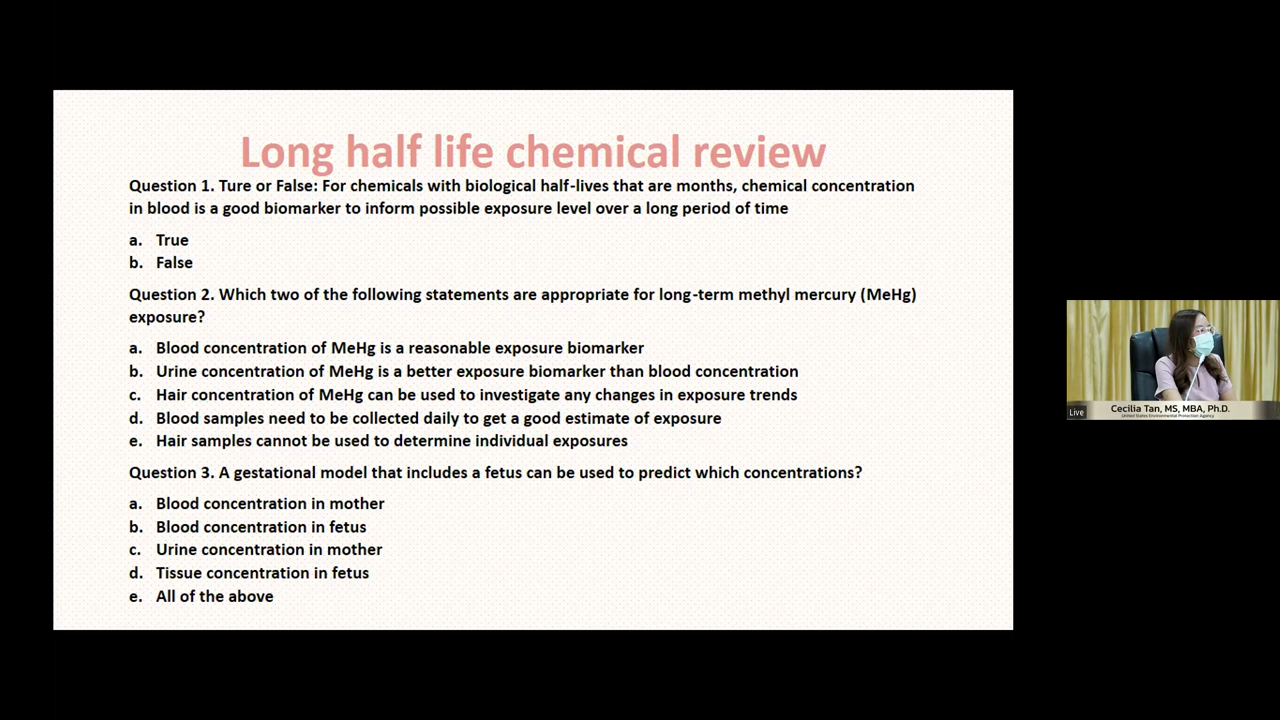 Long half life chemical review
Question 1. Ture or False: For chemicals with biological half-lives that are months, chemical concentration
in blood is a good biomarker to inform possible exposure level over a long period of time
a. True
b. False
Question 2. Which two of the following statements are appropriate for long-term methyl mercury (MeHg)
exposure?
a. Blood concentration of MeHg is a reasonable exposure biomarker
b. Urine concentration of MeHg is a better exposure biomarker than blood concentration
c. Hair concentration of MeHg can be used to investigate any changes in exposure trends
d. Blood samples need to be collected daily to get a good estimate of exposure
e. Hair samples cannot be used to determine individual exposures
Question 3. A gestational model that includes a fetus can be used to predict which concentrations?
a. Blood concentration in mother
b. Blood concentration in fetus
c. Urine concentration in mother
d. Tissue concentration in fetus
e. All of the above
Live
Cecilia Tan, MS, MBA, Ph.D.
United States Environmental Protection Agency